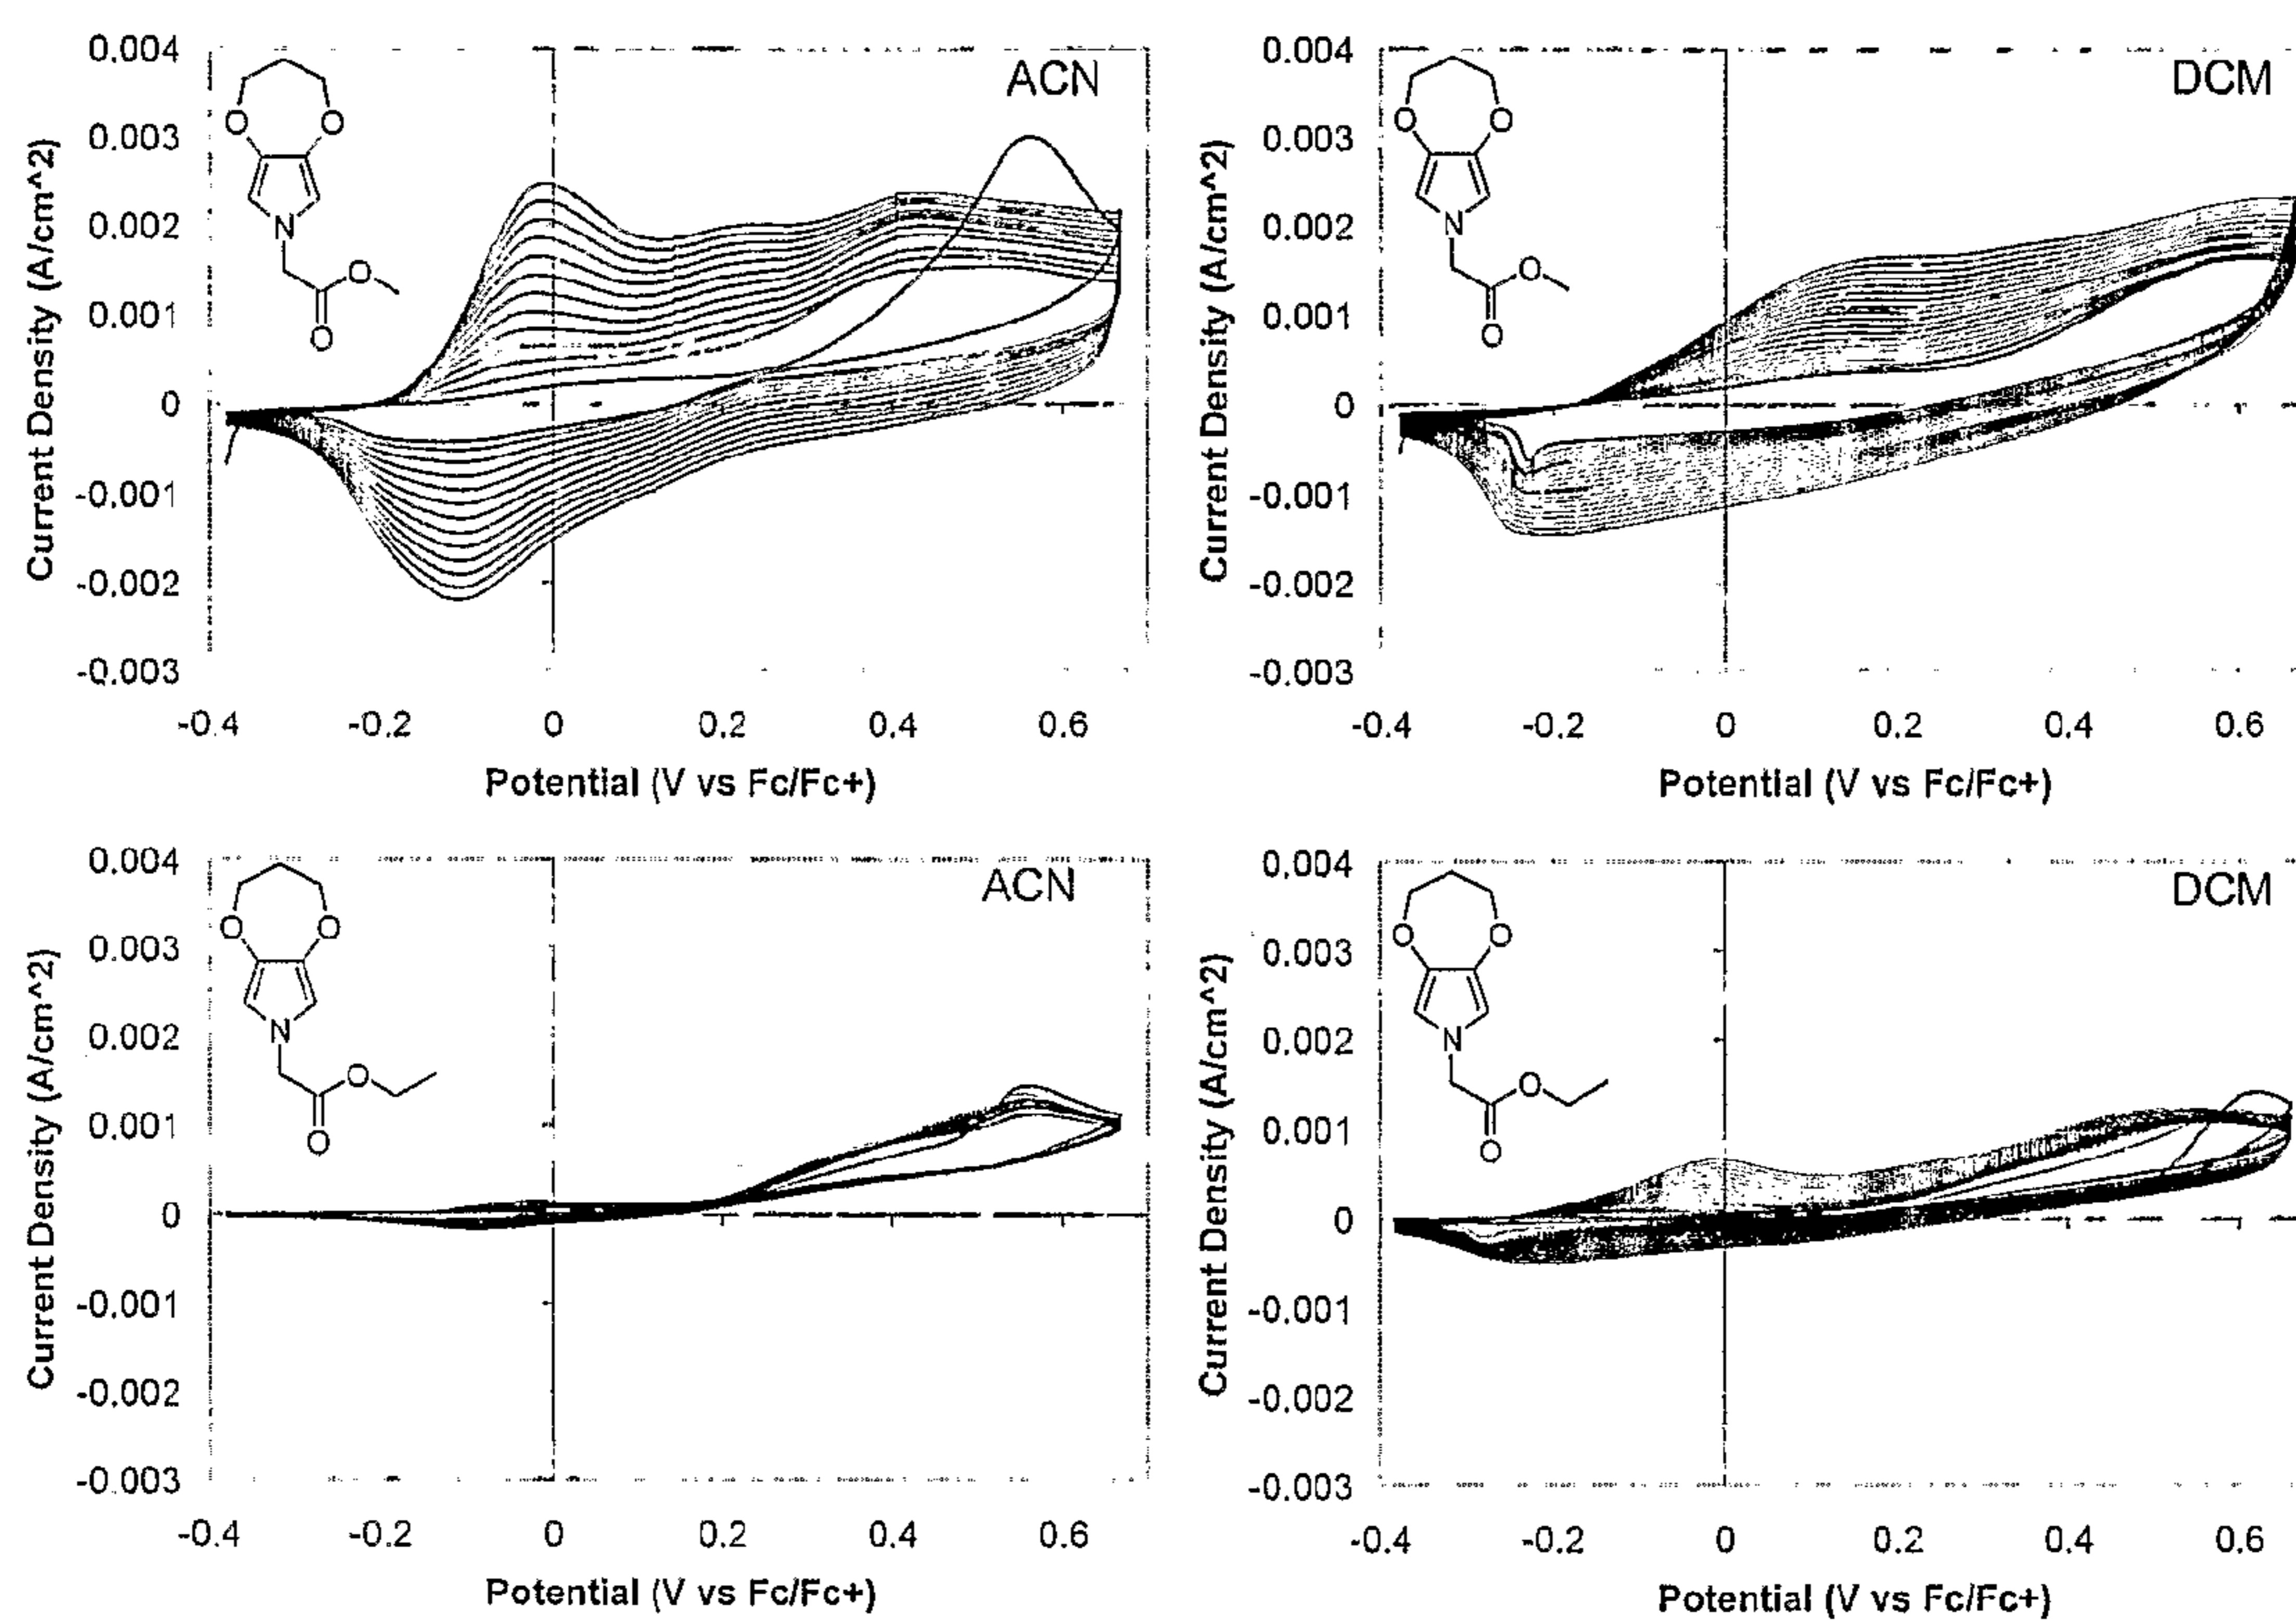 ACN
0.004
0.003
0.002
0.001
0
-0.001
-0.002
-0.003
Current Density (A/cm^2)
O O
N
O
O
-0.4 -0.2 0 0.2 0.4 0.6
Potential (V vs Fc/Fc+)
DCM
0.004
0.003
0.002
0.001
0
-0.001
-0.002
-0.003
Current Density (A/cm^2)
O O
N
O
O
-0.4 -0.2 0 0.2 0.4 0.6
Potential (V vs Fc/Fc+)
ACN
0.004
0.003
0.002
0.001
0
-0.001
-0.002
-0.003
Current Density (A/cm^2)
O O
N
O
O
-0.4 -0.2 0 0.2 0.4 0.6
Potential (V vs Fc/Fc+)
DCM
0.004
0.003
0.002
0.001
0
-0.001
-0.002
-0.003
Current Density (A/cm^2)
O O
N
O
O
-0.4 -0.2 0 0.2 0.4 0.6
Potential (V vs Fc/Fc+)